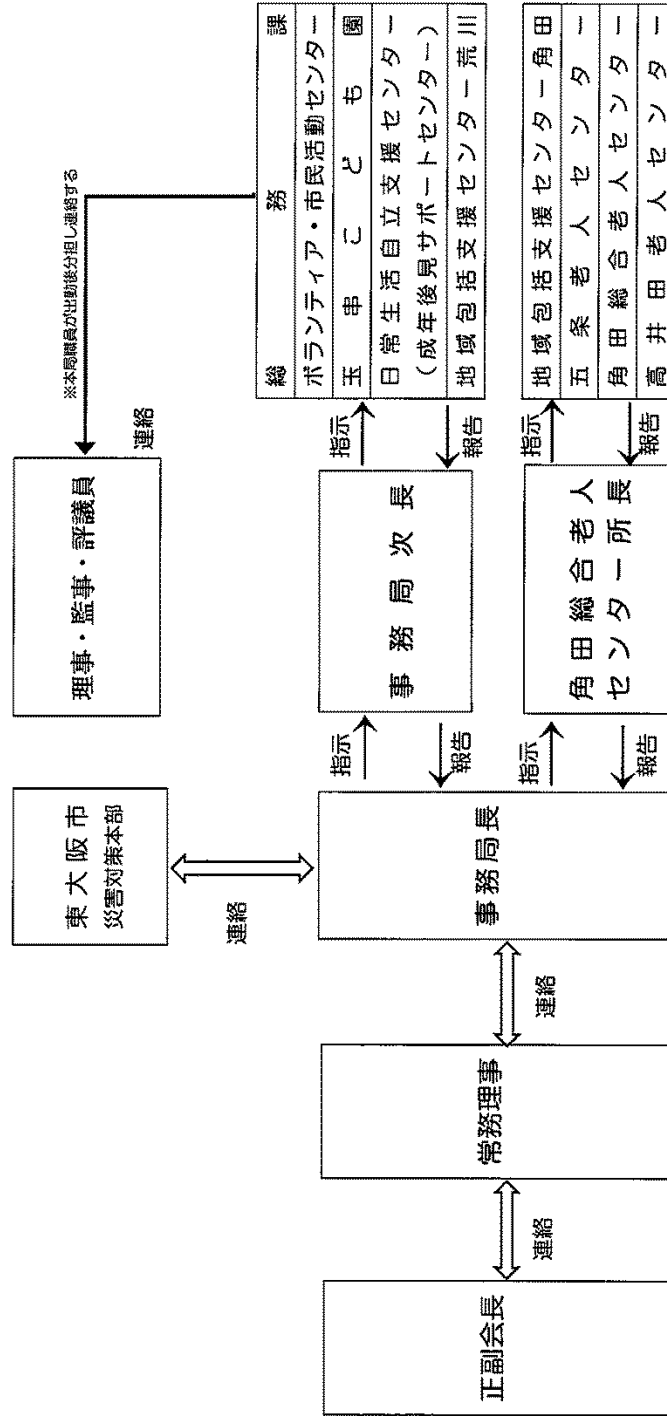 正副会長
連絡
常務理事
連絡
事務局長
連絡
東大阪市
災害対策本部
指示
報告
事務局次長
指示
報告
総務課
ボランティア・市民活動センター
玉串こども園
日常生活自立支援センター
(成年後見サポートセンター)
地域包括支援センター荒川
指示
報告
角田総合老人
センター所長
指示
報告
地域包括支援センター角田
五条老人センター
角田総合老人センター
高井田老人センター
理事・監事・評議員
連絡
※本局職員が出勤後分担し連絡する